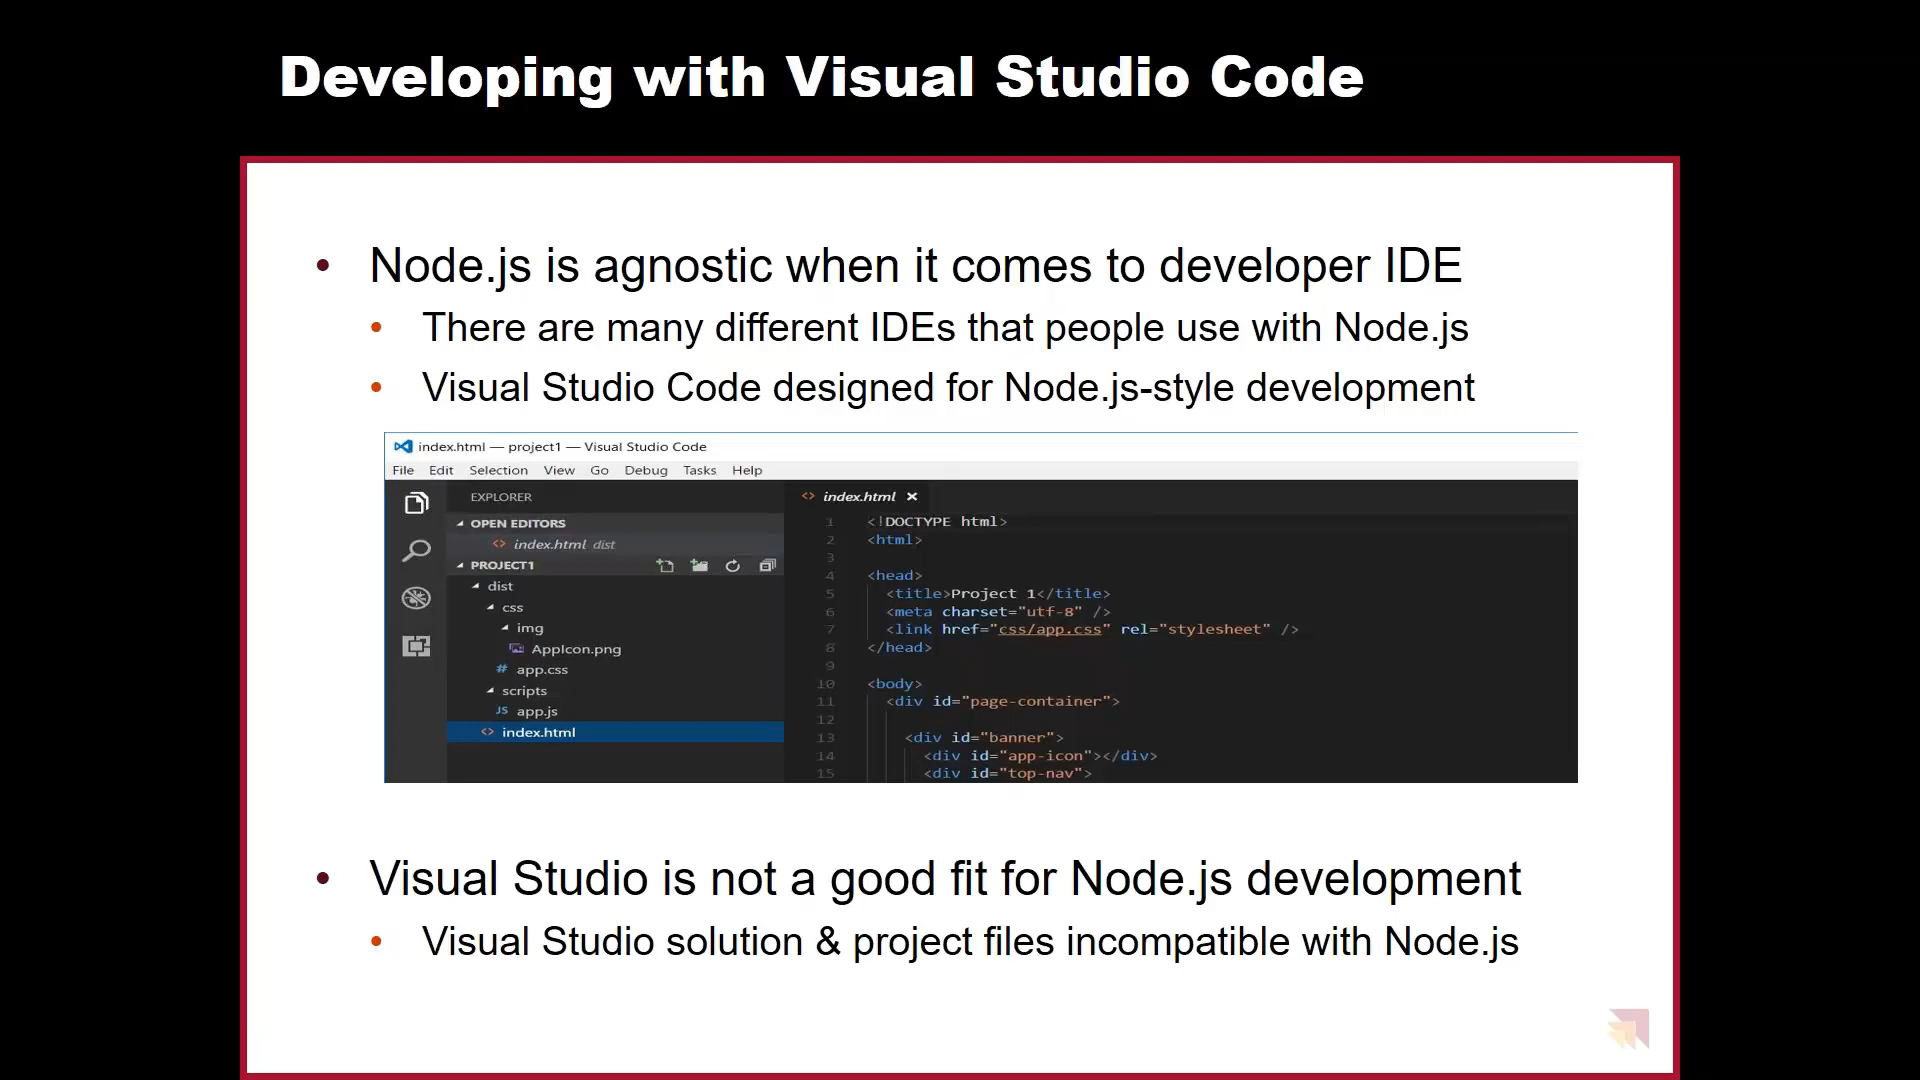 Developing with Visual Studio Code
• Node.js is agnostic when it comes to developer IDE
• There are many different IDEs that people use with Node.js
• Visual Studio Code designed for Node.js-style development
index.html — project1 — Visual Studio Code
File Edit Selection View Go Debug Tasks Help
EXPLORER
OPEN EDITORS
<> index.html dist
PROJECT1
dist
css
img
AppIcon.png
# app.css
scripts
JS app.js
<> index.html
<> index.html ×
1 <!DOCTYPE html>
2 <html>
3
4 <head>
5 <title>Project 1</title>
6 <meta charset="utf-8" />
7 <link href="css/app.css" rel="stylesheet" />
8 </head>
9
10 <body>
11 <div id="page-container">
12
13 <div id="banner">
14 <div id="app-icon"></div>
15 <div id="top-nav">
• Visual Studio is not a good fit for Node.js development
• Visual Studio solution & project files incompatible with Node.js